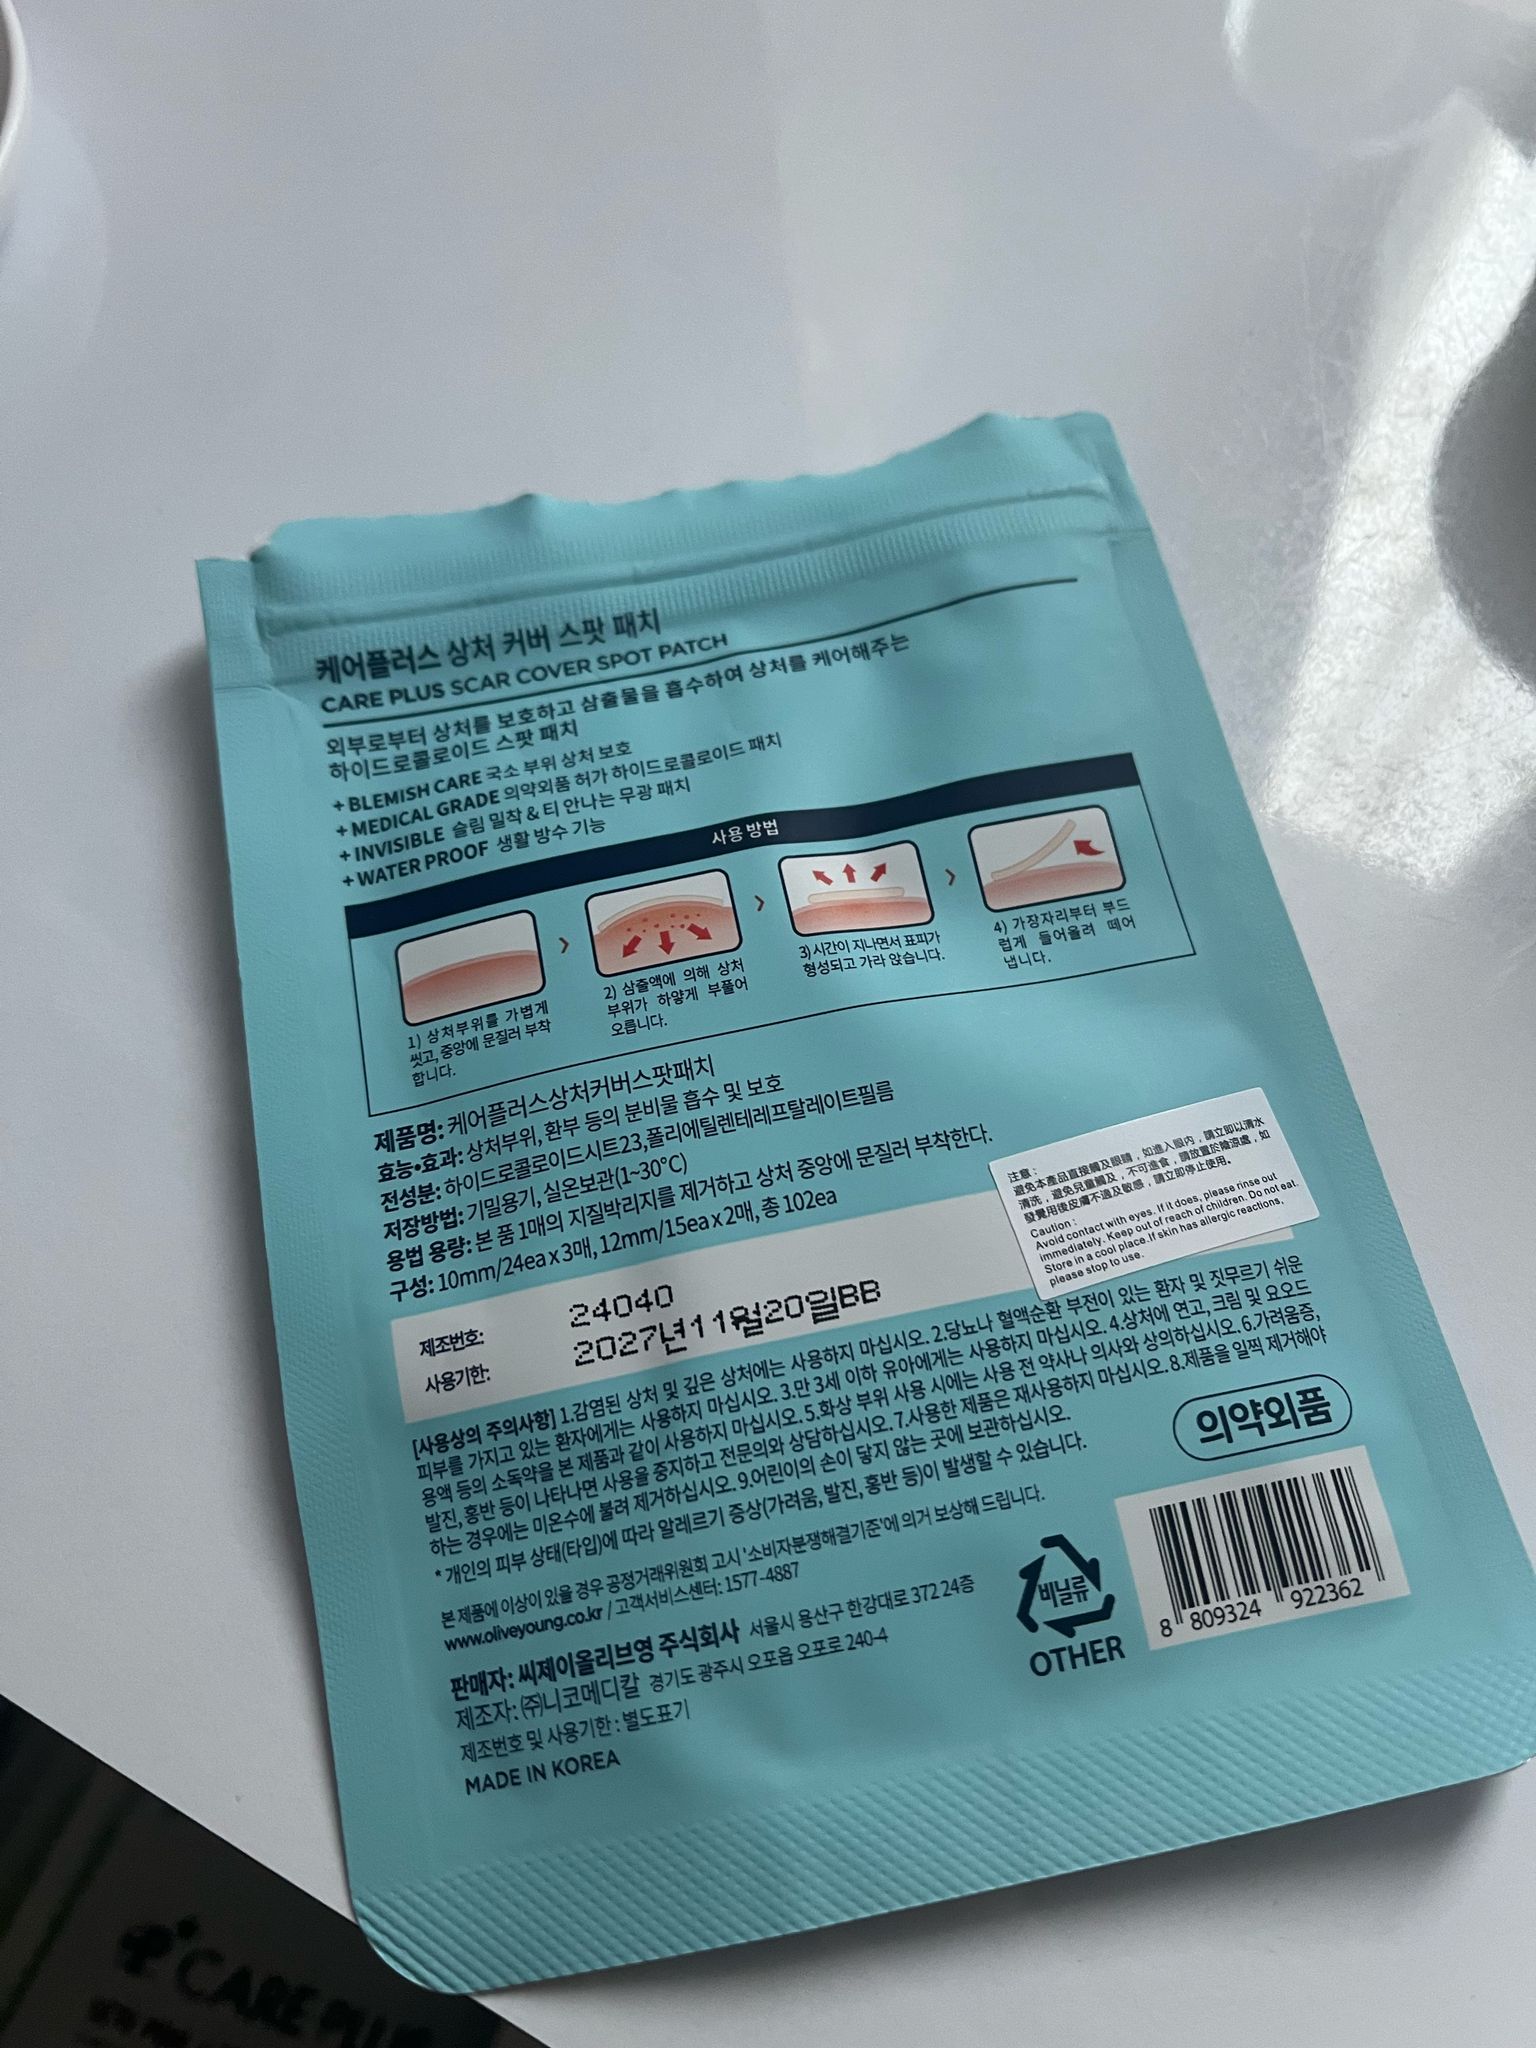 케어플러스 상처 커버 스팟 패치
CARE PLUS SCAR COVER SPOT PATCH
외부로부터 상처를 보호하고 삼출물을 흡수하여 상처를 케어해주는
하이드로콜로이드 스팟 패치
+ BLEMISH CARE 국소 부위 상처 보호
+ MEDICAL GRADE 의약외품 허가 하이드로콜로이드 패치
+ INVISIBLE 슬림 밀착 & 티 안나는 무광 패치
+ WATER PROOF 생활 방수 기능
사용 방법
1) 상처부위를 가볍게
씻고, 중앙에 문질러 부착
합니다.
2) 삼출액에 의해 상처
부위가 하얗게 부풀어
오릅니다.
3) 시간이 지나면서 표피가
형성되고 가라 앉습니다.
4) 가장자리부터 부드
럽게 들어올려 떼어
냅니다.
제품명: 케어플러스상처커버스팟패치
효능•효과: 상처부위, 환부 등의 분비물 흡수 및 보호
전성분: 하이드로콜로이드시트23, 폴리에틸렌테레프탈레이트필름
저장방법: 기밀용기, 실온보관(1~30°C)
용법 용량: 본 품 1매의 지질박리지를 제거하고 상처 중앙에 문질러 부착한다.
구성: 10mm/24ea x 3매, 12mm/15ea x 2매, 총 102ea
注意：
避免本產品直接觸及眼睛，如進入眼內，請立即以清水
清洗，避免兒童觸及，不可進食，請放置於陰涼處，如
發覺用後皮膚不適及敏感，請立即停止使用。
Caution :
Avoid contact with eyes. If it does, please rinse out
immediately. Keep out of reach of children. Do not eat.
Store in a cool place. If skin has allergic reactions,
please stop to use.
제조번호: 24040
사용기한: 2027년11월20일BB
[사용상의 주의사항] 1.감염된 상처 및 깊은 상처에는 사용하지 마십시오. 2.당뇨나 혈액순환 부전이 있는 환자 및 짓무르기 쉬운
피부를 가지고 있는 환자에게는 사용하지 마십시오. 3.만 3세 이하 유아에게는 사용하지 마십시오. 4.상처에 연고, 크림 및 요오드
용액 등의 소독약을 본 제품과 같이 사용하지 마십시오. 5.화상 부위 사용 시에는 사용 전 약사나 의사와 상의하십시오. 6.가려움증,
발진, 홍반 등이 나타나면 사용을 중지하고 전문의와 상담하십시오. 7.사용한 제품은 재사용하지 마십시오. 8.제품을 일찍 제거해야
하는 경우에는 미온수에 불려 제거하십시오. 9.어린이의 손이 닿지 않는 곳에 보관하십시오.
* 개인의 피부 상태(타입)에 따라 알레르기 증상(가려움, 발진, 홍반 등)이 발생할 수 있습니다.
본 제품에 이상이 있을 경우 공정거래위원회 고시 '소비자분쟁해결기준'에 의거 보상해 드립니다.
www.oliveyoung.co.kr / 고객서비스센터: 1577-4887
판매자: 씨제이올리브영 주식회사 서울시 용산구 한강대로 372 24층
제조자: ㈜니코메디칼 경기도 광주시 오포읍 오포로 240-4
제조번호 및 사용기한 : 별도표기
MADE IN KOREA
의약외품
비닐류
OTHER
8 809324 922362
CARE PLUS